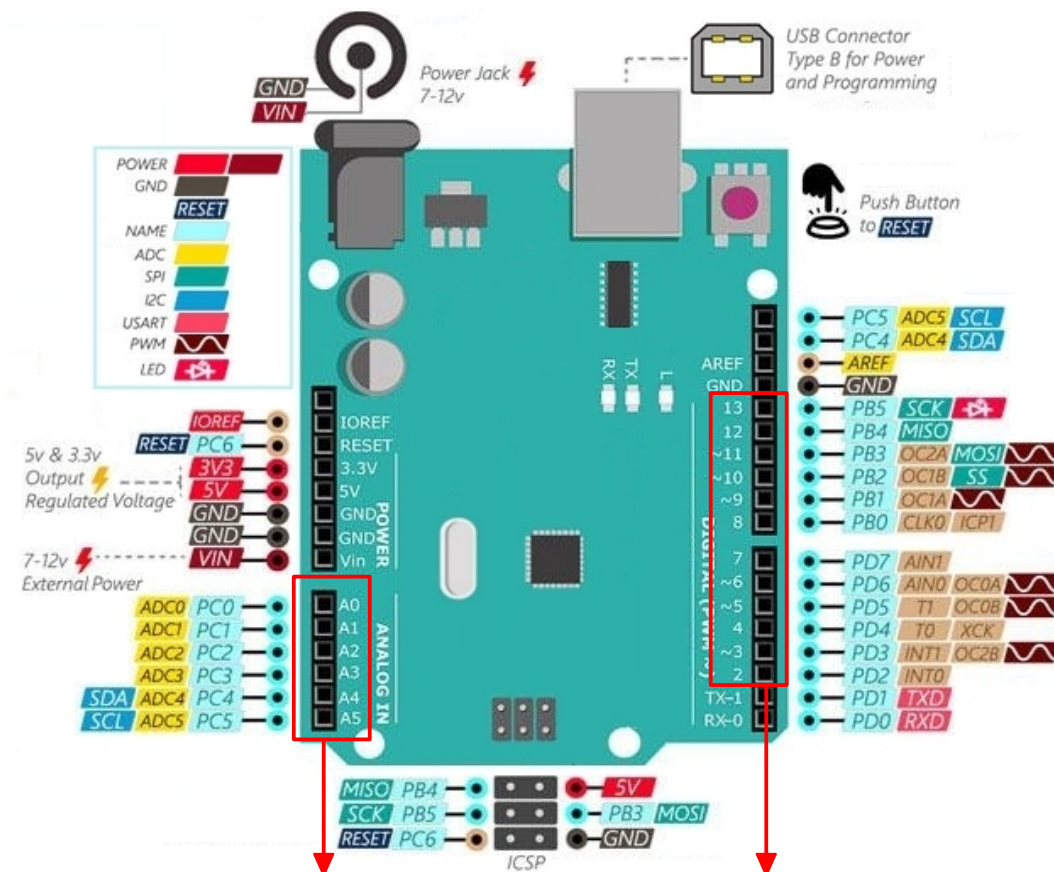 GND
VIN
Power Jack
7-12v
USB Connector
Type B for Power
and Programming
POWER
GND
RESET
NAME
ADC
SPI
I2C
USART
PWM
LED
Push Button
to RESET
RX
TX
L
PC5 ADC5 SCL
PC4 ADC4 SDA
AREF AREF
GND GND
13 PB5 SCK
12 PB4 MISO
~11 PB3 OC2A MOSI
~10 PB2 OC1B SS
~9 PB1 OC1A
8 PB0 CLK0 ICP1
7 PD7 AIN1
~6 PD6 AIN0 OC0A
~5 PD5 T1 OC0B
4 PD4 T0 XCK
~3 PD3 INT1 OC2B
2 PD2 INT0
TX-1 PD1 TXD
RX-0 PD0 RXD
DIGITAL (PWM ~)
5v & 3.3v
Output
Regulated Voltage
7-12v
External Power
IOREF IOREF
RESET PC6 RESET
3V3 3.3V
5V 5V
GND GND
GND GND
VIN Vin
POWER
ADC0 PC0 A0
ADC1 PC1 A1
ADC2 PC2 A2
ADC3 PC3 A3
SDA ADC4 PC4 A4
SCL ADC5 PC5 A5
ANALOG IN
MISO PB4 5V
SCK PB5 PB3 MOSI
RESET PC6 GND
ICSP